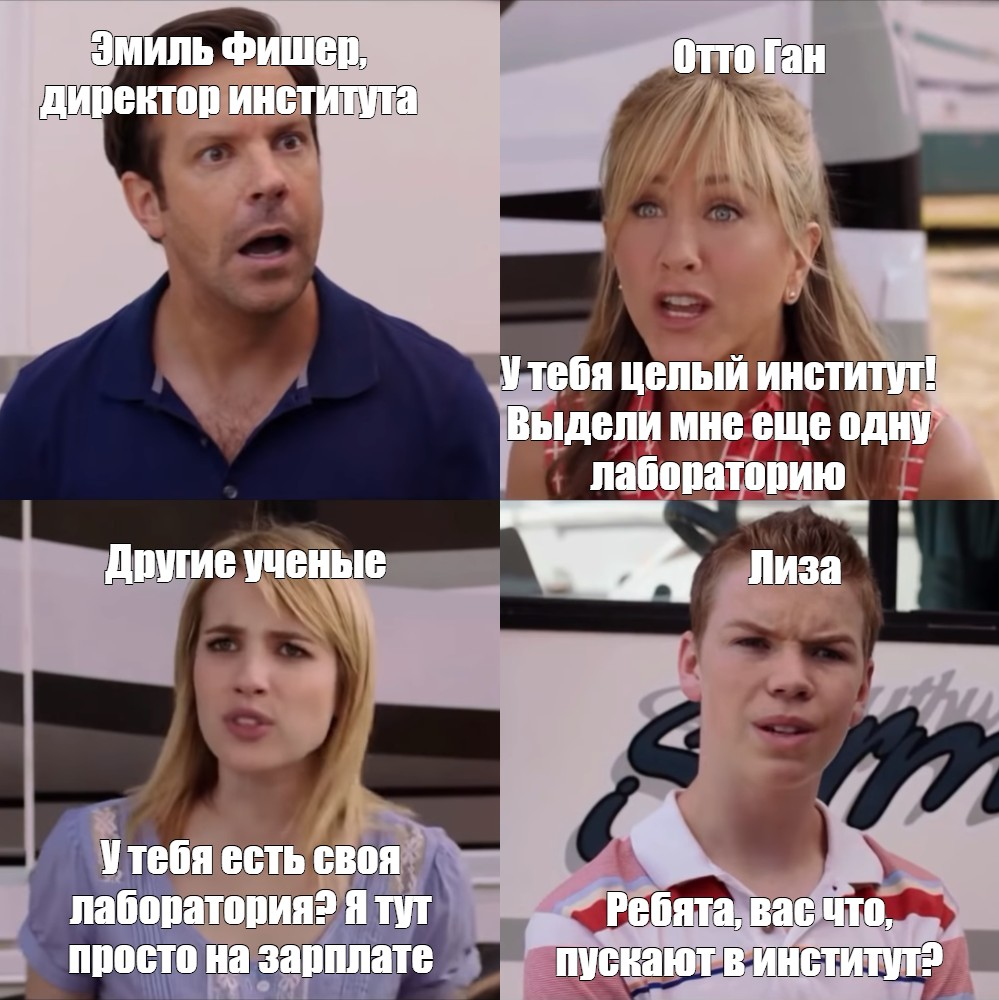 Эмиль Фишер,
директор института
Отто Ган
У тебя целый институт!
Выдели мне еще одну
лабораторию
Другие ученые
У тебя есть своя
лаборатория? Я тут
просто на зарплате
Лиза
Ребята, вас что,
пускают в институт?